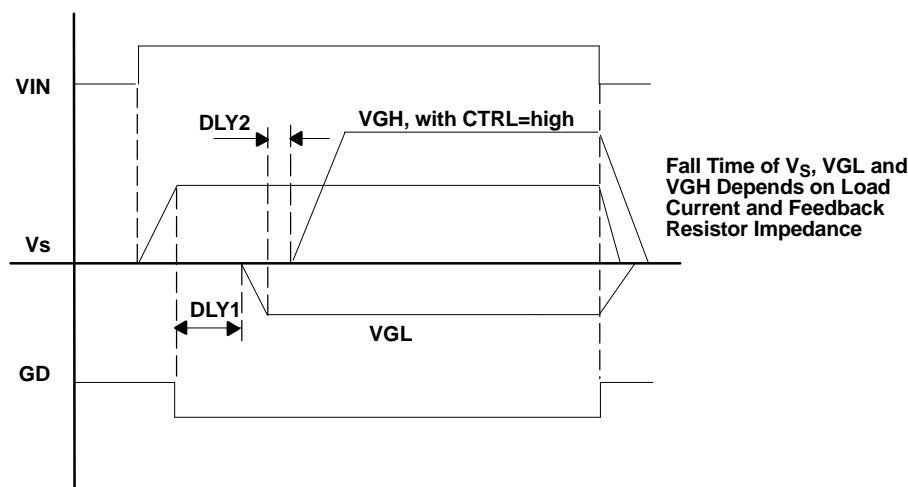 VIN
DLY2
VGH, with CTRL=high
Fall Time of VS, VGL and
VGH Depends on Load
Current and Feedback
Resistor Impedance
Vs
DLY1
VGL
GD